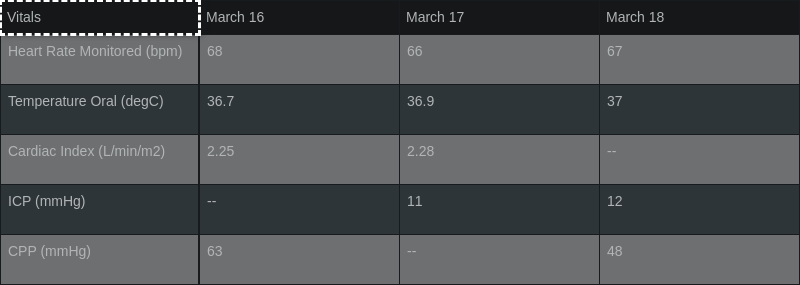 Vitals March 16 March 17 March 18
Heart Rate Monitored (bpm) 68 66 67
Temperature Oral (degC) 36.7 36.9 37
Cardiac Index (L/min/m2) 2.25 2.28 --
ICP (mmHg) -- 11 12
CPP (mmHg) 63 -- 48